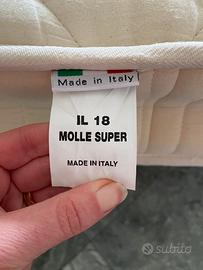 Made in Italy
IL 18
MOLLE SUPER
MADE IN ITALY
subito